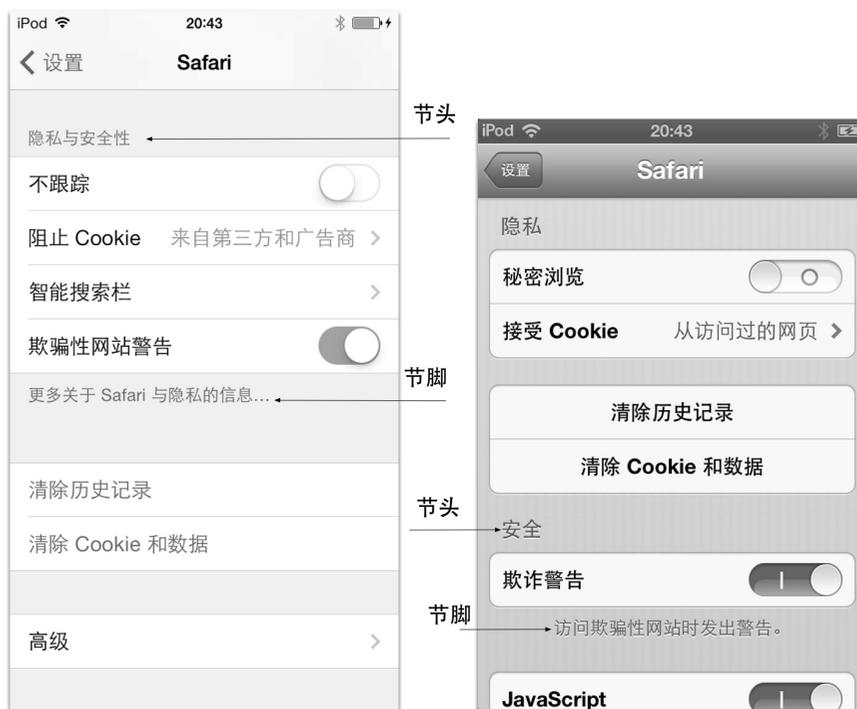 iPod 20:43
设置 Safari
隐私与安全性
不跟踪
阻止 Cookie 来自第三方和广告商
智能搜索栏
欺骗性网站警告
更多关于 Safari 与隐私的信息...
清除历史记录
清除 Cookie 和数据
高级
节头
节脚
节头
节脚
iPod 20:43
设置 Safari
隐私
秘密浏览
接受 Cookie 从访问过的网页
清除历史记录
清除 Cookie 和数据
安全
欺诈警告
访问欺骗性网站时发出警告。
JavaScript